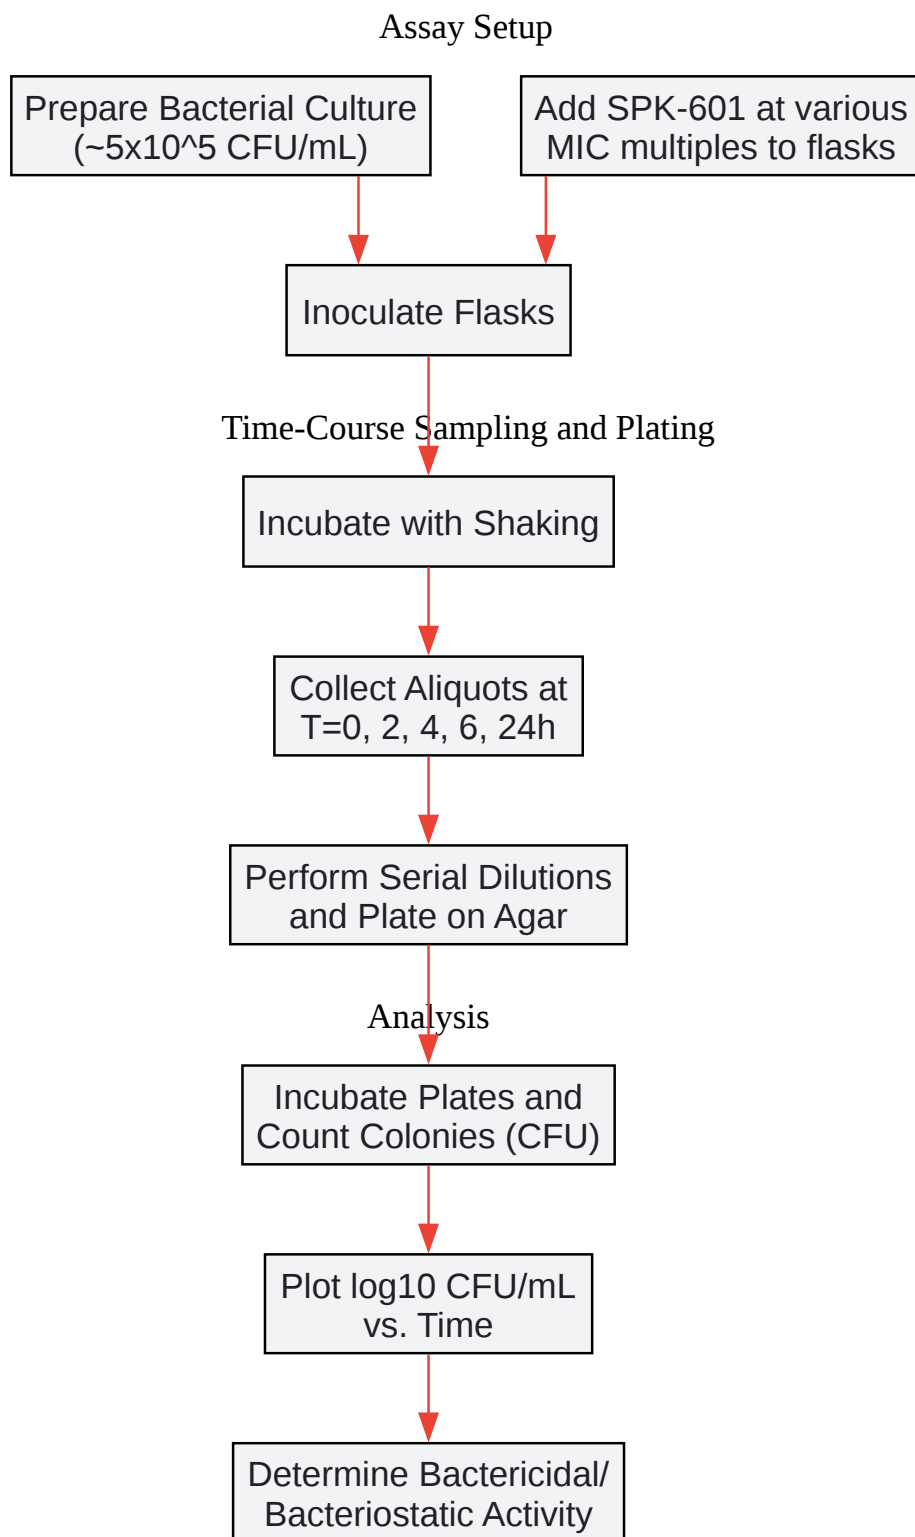 Assay Setup
Prepare Bacterial Culture
(~5x10^5 CFU/mL)
Add SPK-601 at various
MIC multiples to flasks
Inoculate Flasks
Time-Course Sampling and Plating
Incubate with Shaking
Collect Aliquots at
T=0, 2, 4, 6, 24h
Perform Serial Dilutions
and Plate on Agar
Analysis
Incubate Plates and
Count Colonies (CFU)
Plot log10 CFU/mL
vs. Time
Determine Bactericidal/
Bacteriostatic Activity